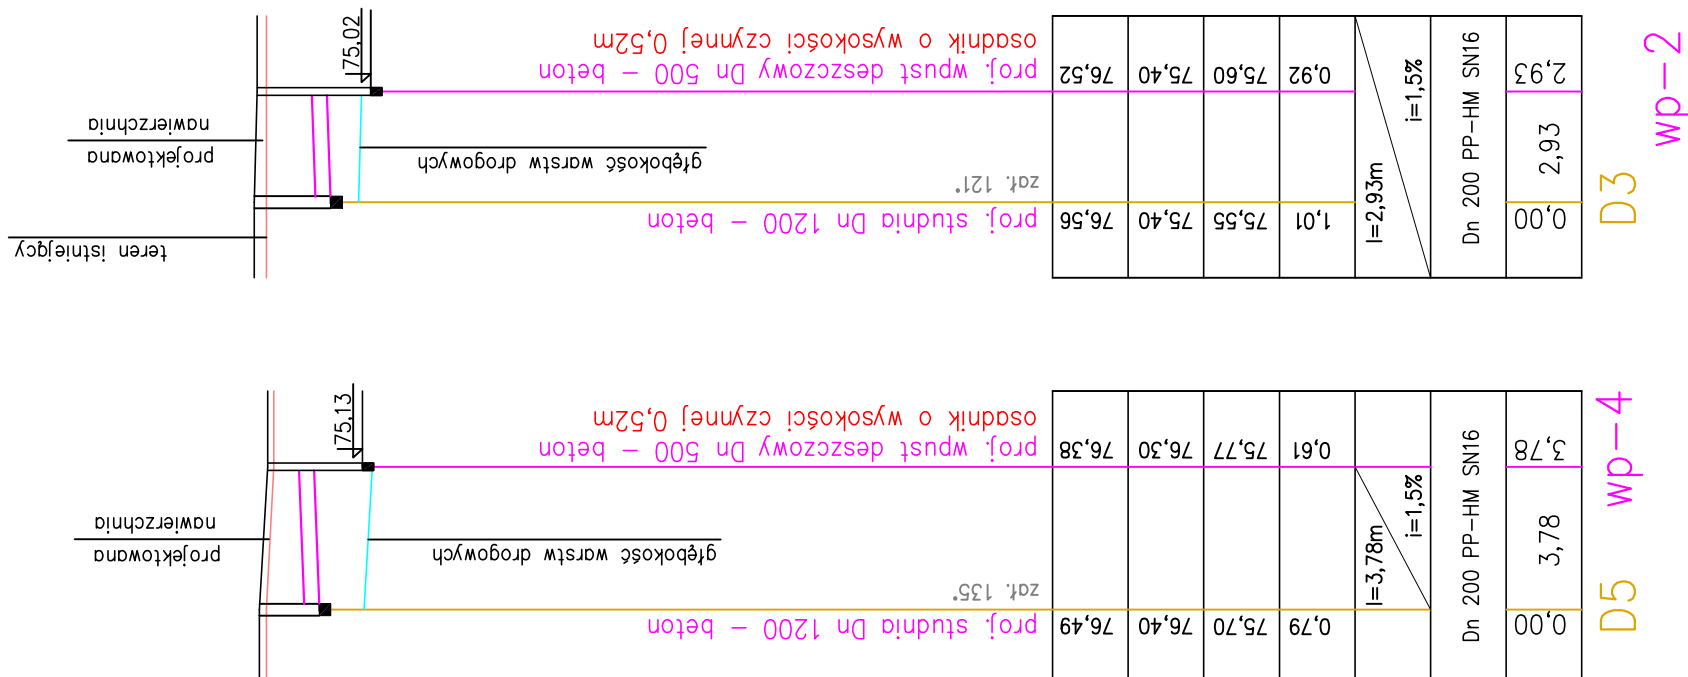 75,02
osadnik o wysokości czynnej 0,52m
proj. wpust deszczowy Dn 500 – beton
76,52
75,40
75,60
0,92
i=1,5%
Dn 200 PP-HM SN16
2,93
wp-2
projektowana
nawierzchnia
głębokość warstw drogowych
l=2,93m
2,93
zał. 121°
proj. studnia Dn 1200 – beton
76,56
75,40
75,55
1,01
0,00
D3
teren istniejący
75,13
osadnik o wysokości czynnej 0,52m
proj. wpust deszczowy Dn 500 – beton
76,38
76,30
75,77
0,61
i=1,5%
Dn 200 PP-HM SN16
3,78
wp-4
projektowana
nawierzchnia
głębokość warstw drogowych
l=3,78m
3,78
zał. 135°
proj. studnia Dn 1200 – beton
76,49
76,40
75,70
0,79
0,00
D5